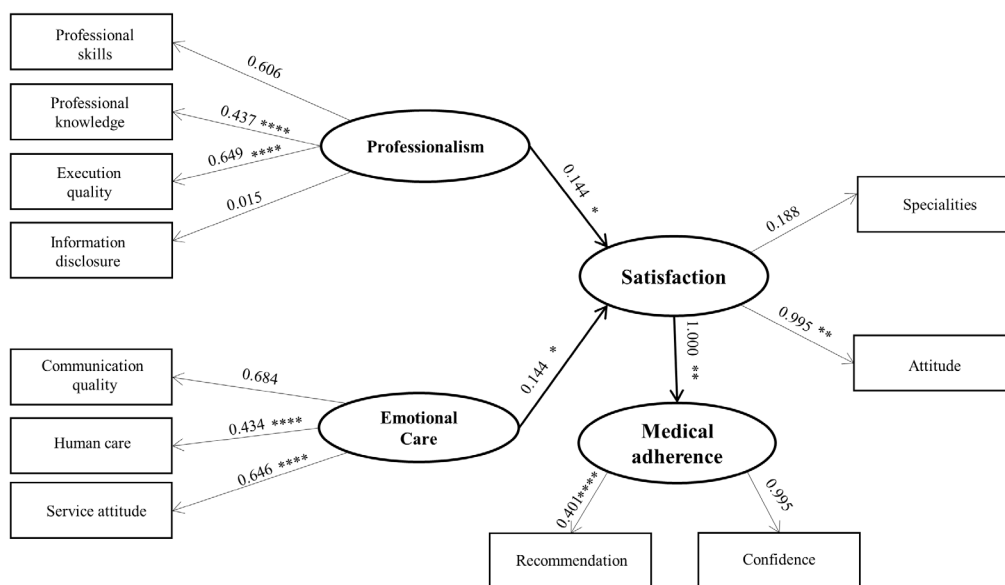 Professional
skills
0.606
Professional
knowledge
0.437 ****
Execution
quality
0.649 ****
Information
disclosure
0.015
Professionalism
0.144 *
Specialities
0.188
Satisfaction
0.995 **
Attitude
Communication
quality
0.684
Human care
0.434 ****
Service attitude
0.646 ****
Emotional
Care
0.144 *
1.000 **
Medical
adherence
0.401****
0.995
Recommendation
Confidence